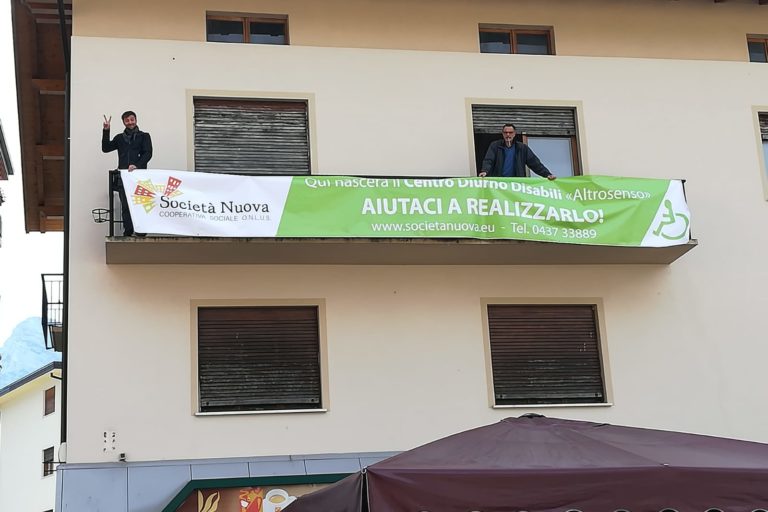 Società Nuova
COOPERATIVA SOCIALE O.N.L.U.S.
Qui nascerà il Centro Diurno Disabili «Altrosenso»
AIUTACI A REALIZZARLO!
www.societanuova.eu - Tel. 0437 33889